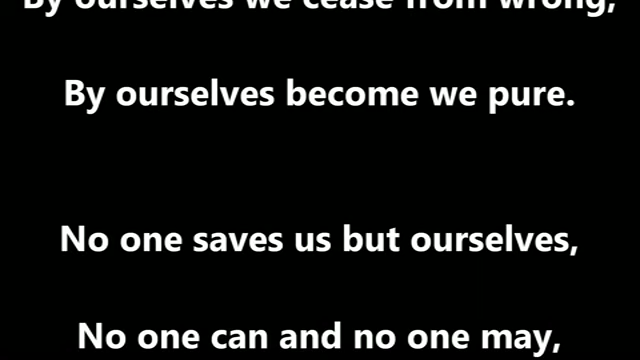 By ourselves we cease from wrong,
By ourselves become we pure.
No one saves us but ourselves,
No one can and no one may,